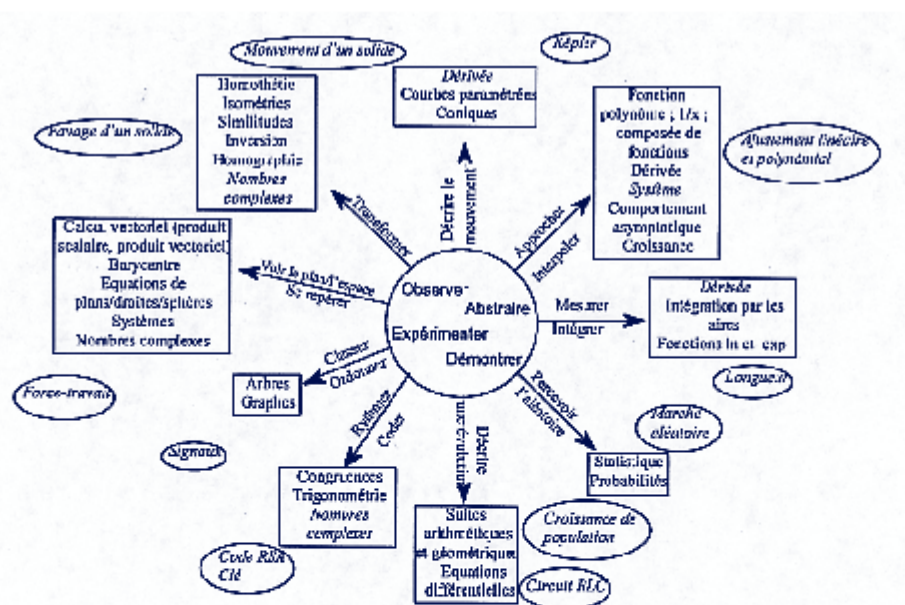 Mouvement d'un solide
Képler
Homothétie
Isométries
Similitudes
Inversion
Homographie
Nombres
complexes
Dérivée
Courbes paramétrées
Coniques
Fonction
polynôme ; 1/x ;
composée de
fonctions
Dérivée
Système
Comportement
asymptotique
Croissance
Pavage d'un solide
Ajustement linéaire
et polynômial
Transformer
Décrire le
mouvement
Approcher
Interpoler
Calcul vectoriel (produit
scalaire, produit vectoriel)
Barycentre
Equations de
plans/droites/sphères
Systèmes
Nombres complexes
Voir le plan/l'espace
Se repérer
Observer
Abstraire
Expérimenter
Démontrer
Mesurer
Intégrer
Dérivée
Intégration par les
aires
Fonctions ln et exp
Classer
Ordonner
Arbres
Graphes
Force-travail
Longueur
Percevoir
l'aléatoire
Marche
aléatoire
Signaux
Coder
Décrire
une évolution
Statistique
Probabilités
Congruences
Trigonométrie
Nombres
complexes
Suites
arithmétiques
et géométrique
Equations
différentielles
Croissance de
population
Code RSA
Clé
Circuit RLC